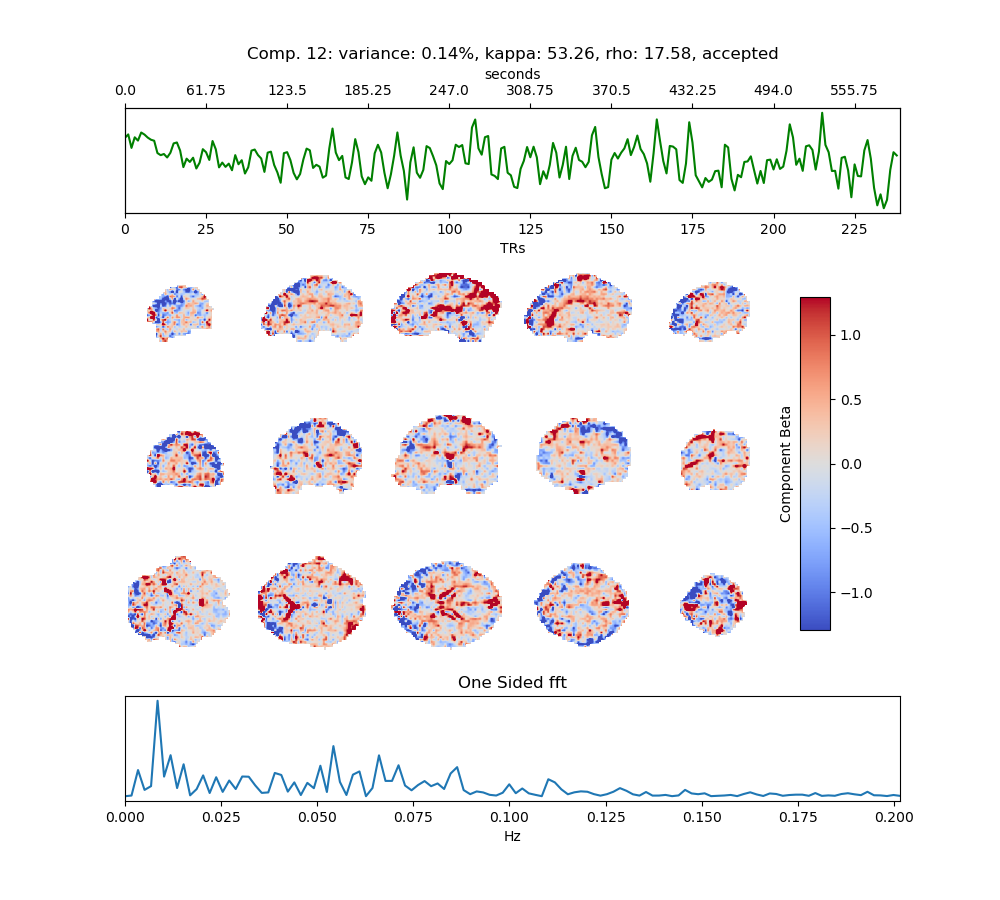 Comp. 12: variance: 0.14%, kappa: 53.26, rho: 17.58, accepted
seconds
0.0 61.75 123.5 185.25 247.0 308.75 370.5 432.25 494.0 555.75
0 25 50 75 100 125 150 175 200 225
TRs
1.0
0.5
0.0
−0.5
−1.0
Component Beta
One Sided fft
0.000 0.025 0.050 0.075 0.100 0.125 0.150 0.175 0.200
Hz